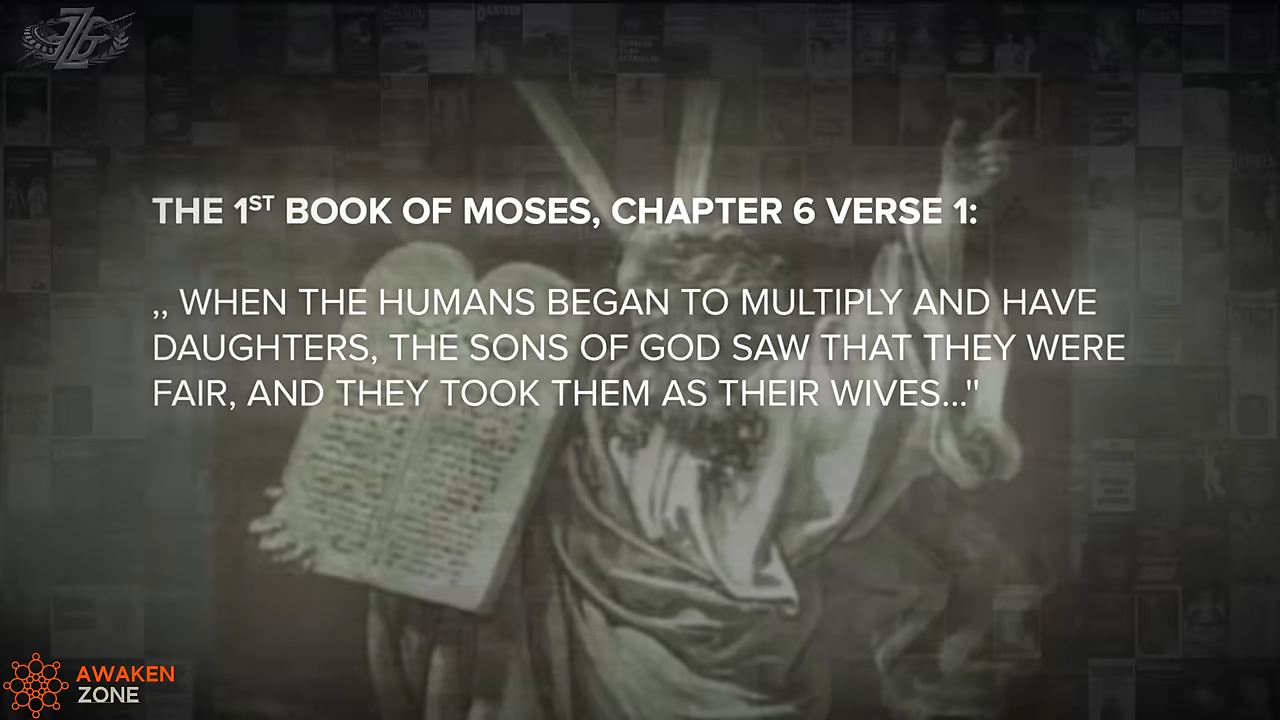 THE 1ST BOOK OF MOSES, CHAPTER 6 VERSE 1:
,, WHEN THE HUMANS BEGAN TO MULTIPLY AND HAVE
DAUGHTERS, THE SONS OF GOD SAW THAT THEY WERE
FAIR, AND THEY TOOK THEM AS THEIR WIVES..."
AWAKEN
ZONE